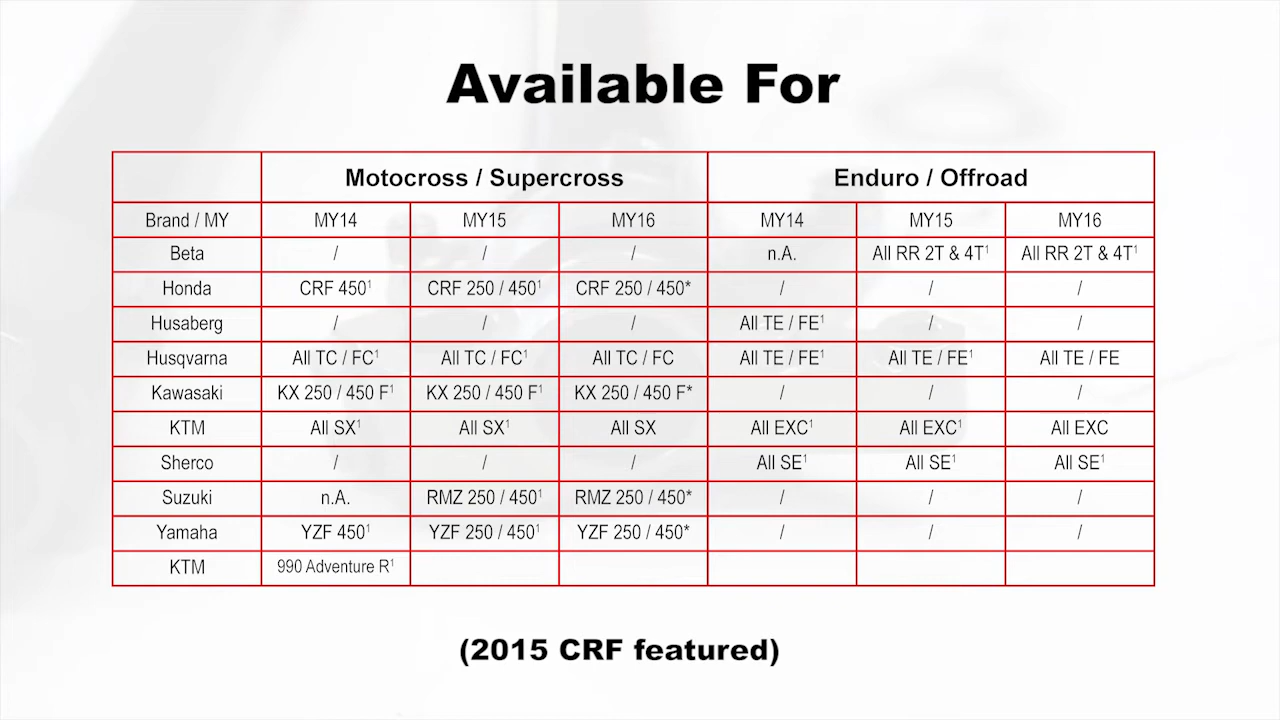 Available For
Motocross / Supercross Enduro / Offroad
Brand / MY MY14 MY15 MY16 MY14 MY15 MY16
Beta / / / n.A. All RR 2T & 4T¹ All RR 2T & 4T¹
Honda CRF 450¹ CRF 250 / 450¹ CRF 250 / 450* / / /
Husaberg / / / All TE / FE¹ / /
Husqvarna All TC / FC¹ All TC / FC¹ All TC / FC All TE / FE¹ All TE / FE¹ All TE / FE
Kawasaki KX 250 / 450 F¹ KX 250 / 450 F¹ KX 250 / 450 F* / / /
KTM All SX¹ All SX¹ All SX All EXC¹ All EXC¹ All EXC
Sherco / / / All SE¹ All SE¹ All SE¹
Suzuki n.A. RMZ 250 / 450¹ RMZ 250 / 450* / / /
Yamaha YZF 450¹ YZF 250 / 450¹ YZF 250 / 450* / / /
KTM 990 Adventure R¹
(2015 CRF featured)